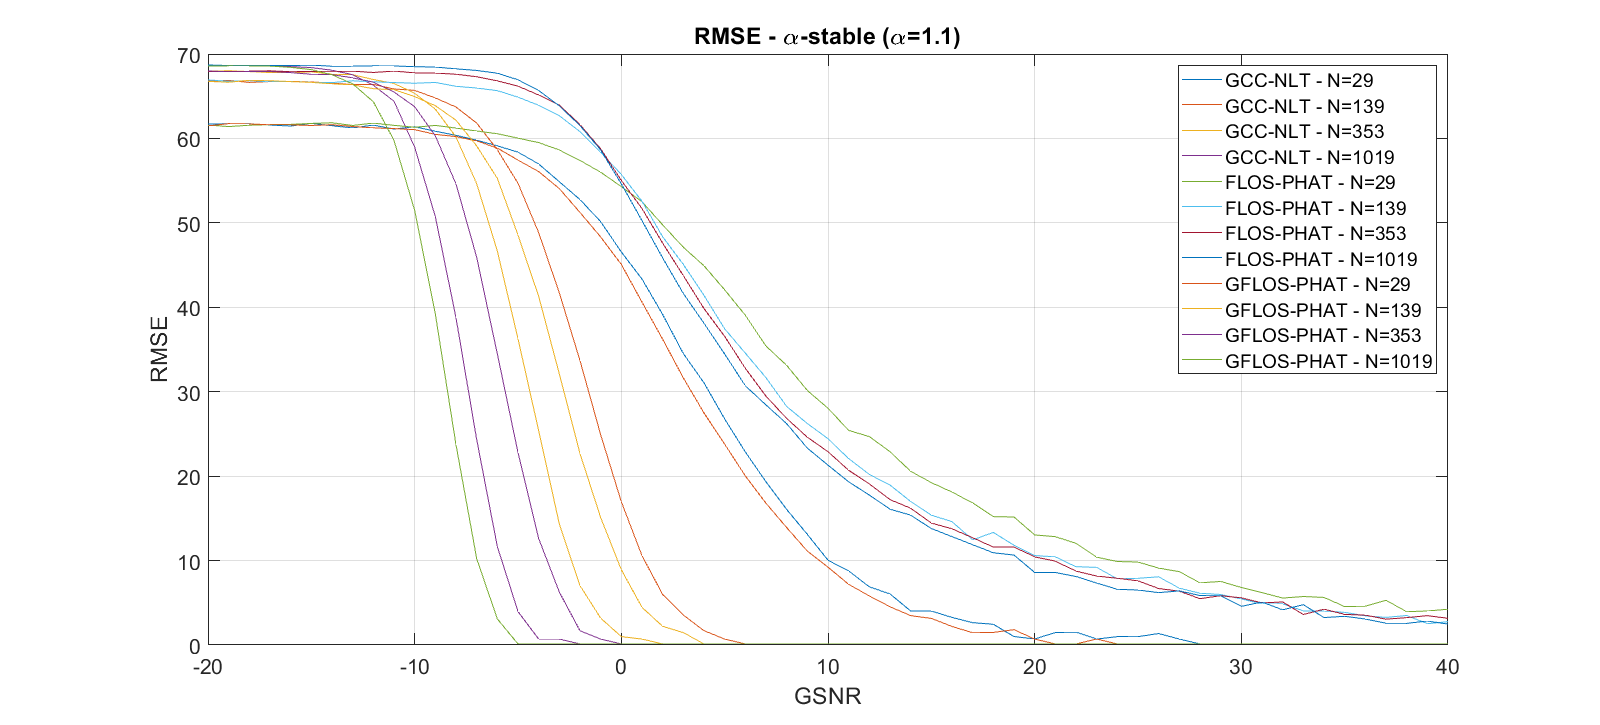 RMSE - α-stable (α=1.1)
70
60
50
40
30
20
10
0
RMSE
-20
-10
0
10
20
30
40
GSNR
GCC-NLT - N=29
GCC-NLT - N=139
GCC-NLT - N=353
GCC-NLT - N=1019
FLOS-PHAT - N=29
FLOS-PHAT - N=139
FLOS-PHAT - N=353
FLOS-PHAT - N=1019
GFLOS-PHAT - N=29
GFLOS-PHAT - N=139
GFLOS-PHAT - N=353
GFLOS-PHAT - N=1019